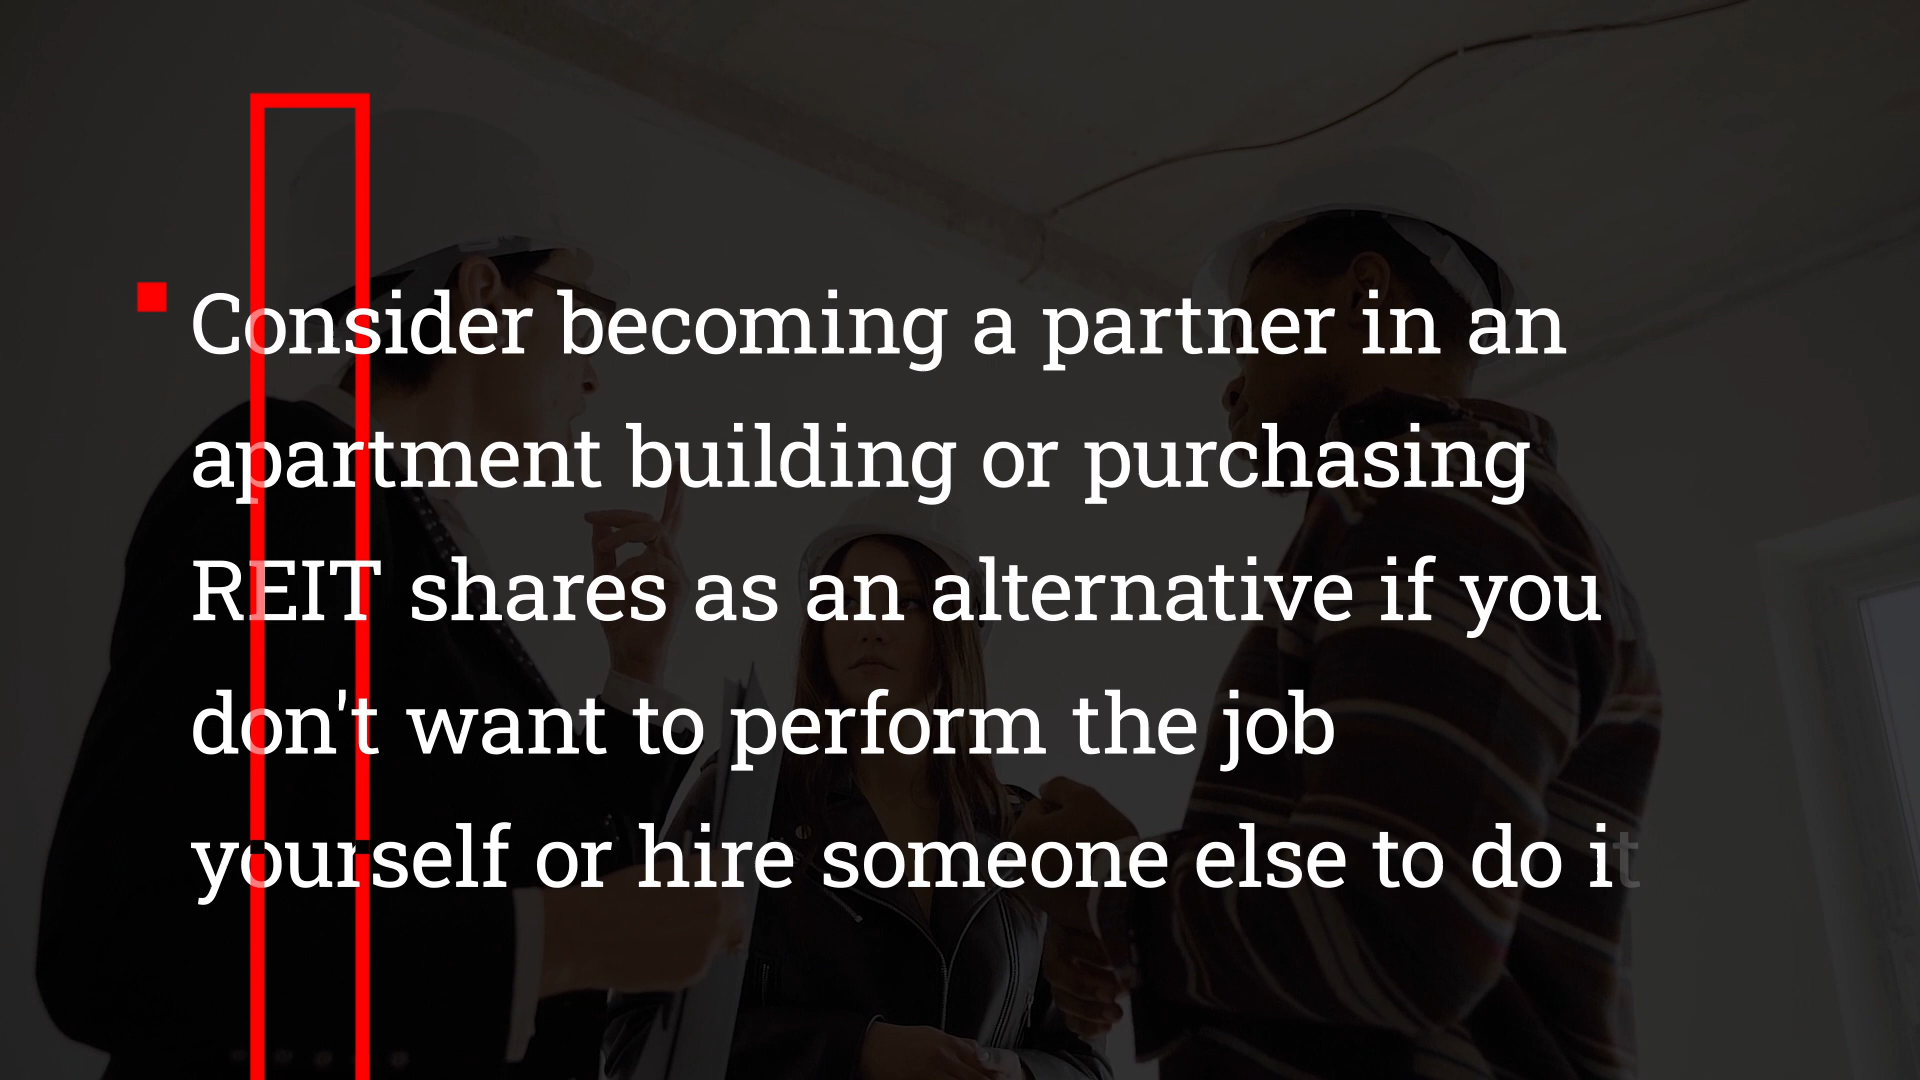 Consider becoming a partner in an
apartment building or purchasing
REIT shares as an alternative if you
don't want to perform the job
yourself or hire someone else to do it